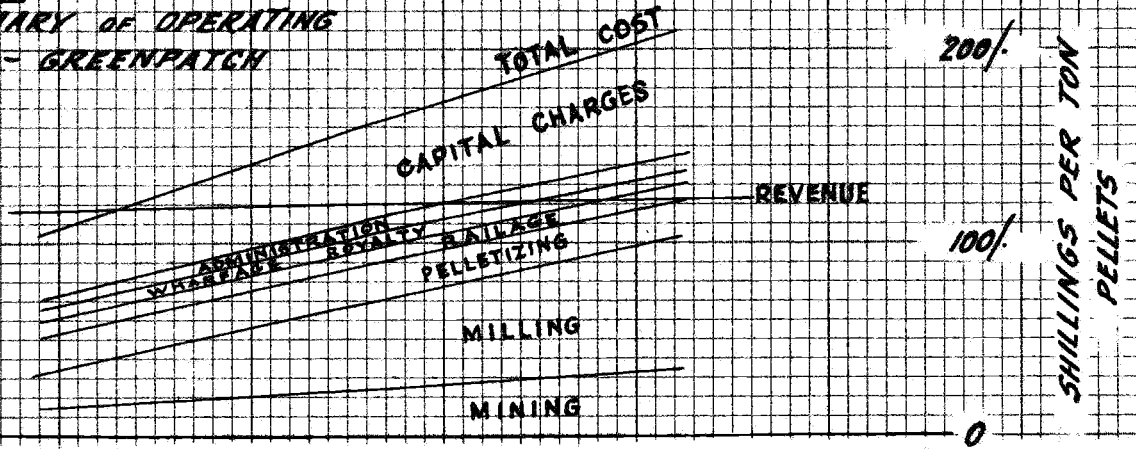 OF OPERATING
- GREENPATCH
TOTAL COST
CAPITAL CHARGES
REVENUE
ADMINISTRATION
WHARFAGE ROYALTY RAILAGE
PELLETIZING
MILLING
MINING
200/.
100/.
0
SHILLINGS PER TON
PELLETS